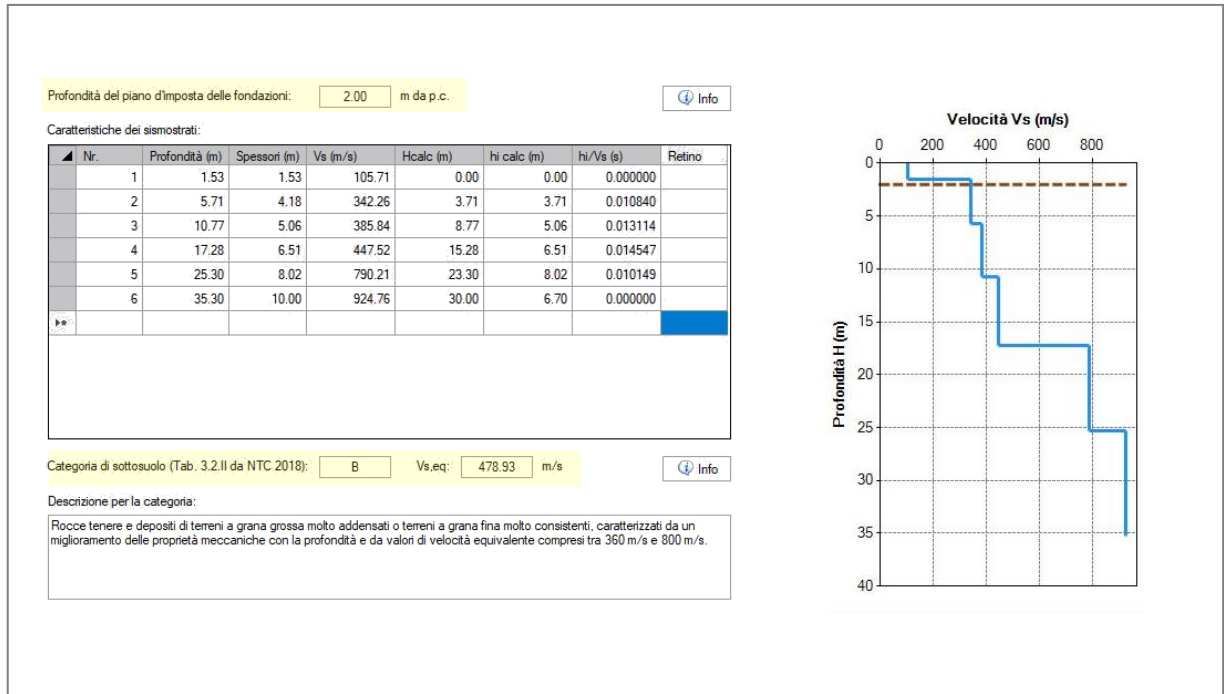 Profondità del piano d'imposta delle fondazioni: 2.00 m da p.c. Info
Caratteristiche dei sismostrati:
Nr. Profondità (m) Spessori (m) Vs (m/s) Hcalc (m) hi calc (m) hi/Vs (s) Retino
1 1.53 1.53 105.71 0.00 0.00 0.000000
2 5.71 4.18 342.26 3.71 3.71 0.010840
3 10.77 5.06 385.84 8.77 5.06 0.013114
4 17.28 6.51 447.52 15.28 6.51 0.014547
5 25.30 8.02 790.21 23.30 8.02 0.010149
6 35.30 10.00 924.76 30.00 6.70 0.000000
Categoria di sottosuolo (Tab. 3.2.II da NTC 2018): B Vs,eq: 478.93 m/s Info
Descrizione per la categoria:
Rocce tenere e depositi di terreni a grana grossa molto addensati o terreni a grana fina molto consistenti, caratterizzati da un
miglioramento delle proprietà meccaniche con la profondità e da valori di velocità equivalente compresi tra 360 m/s e 800 m/s.
Velocità Vs (m/s)
0 200 400 600 800
0
5
10
15
20
25
30
35
40
Profondità H (m)